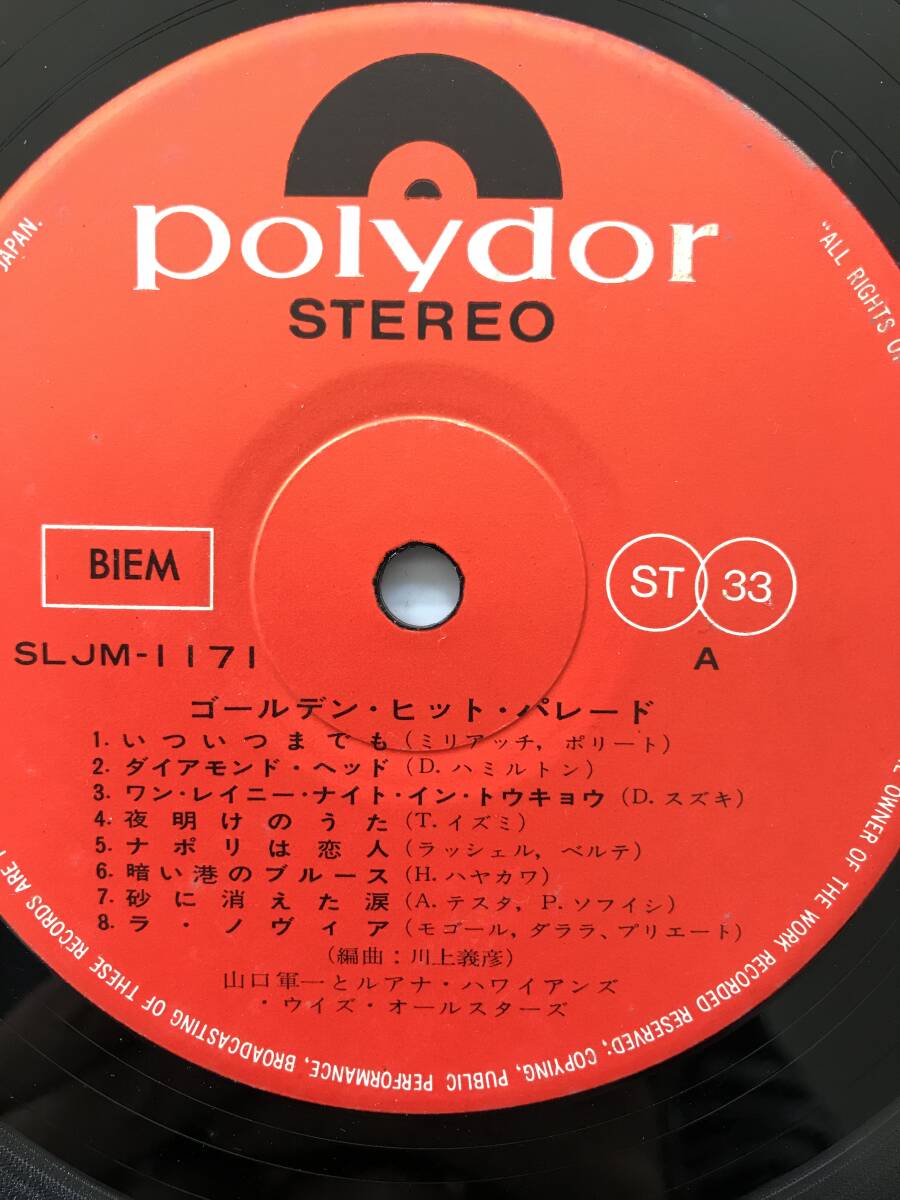 polydor
STEREO
BIEM
ST 33
SLJM-1171
A
ゴールデン・ヒット・パレード
1. いついつまでも (ミリアッチ, ポリート)
2. ダイアモンド・ヘッド (D. ハミルトン)
3. ワン・レイニー・ナイト・イン・トウキョウ (D. スズキ)
4. 夜明けのうた (T. イズミ)
5. ナポリは恋人 (ラッシェル, ベルテ)
6. 暗い港のブルース (H. ハヤカワ)
7. 砂に消えた涙 (A. テスタ, P. ソフイシ)
8. ラ・ノヴィア (モゴール, ダララ、プリエート)
(編曲：川上義彦)
山口軍一とルアナ・ハワイアンズ
・ウイズ・オールスターズ
"ALL RIGHTS
OWNER OF THE WORK RECORDED RESERVED; COPYING, PUBLIC PERFORMANCE, BROADCASTING OF THESE RECORDS ARE
JAPAN.